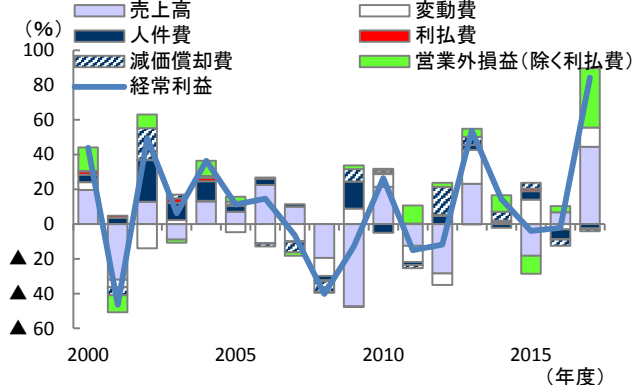 売上高 変動費
人件費 利払費
減価償却費 営業外損益(除く利払費)
経常利益
(%)
100
80
60
40
20
0
▲ 20
▲ 40
▲ 60
2000 2005 2010 2015
(年度)